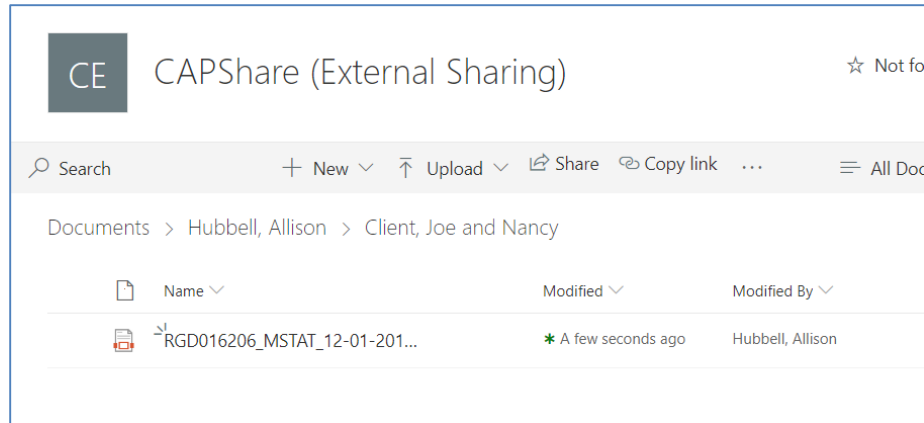 CE CAPShare (External Sharing) Not fo
Search New Upload Share Copy link ... All Doc
Documents > Hubbell, Allison > Client, Joe and Nancy
Name Modified Modified By
RGD016206_MSTAT_12-01-201... A few seconds ago Hubbell, Allison